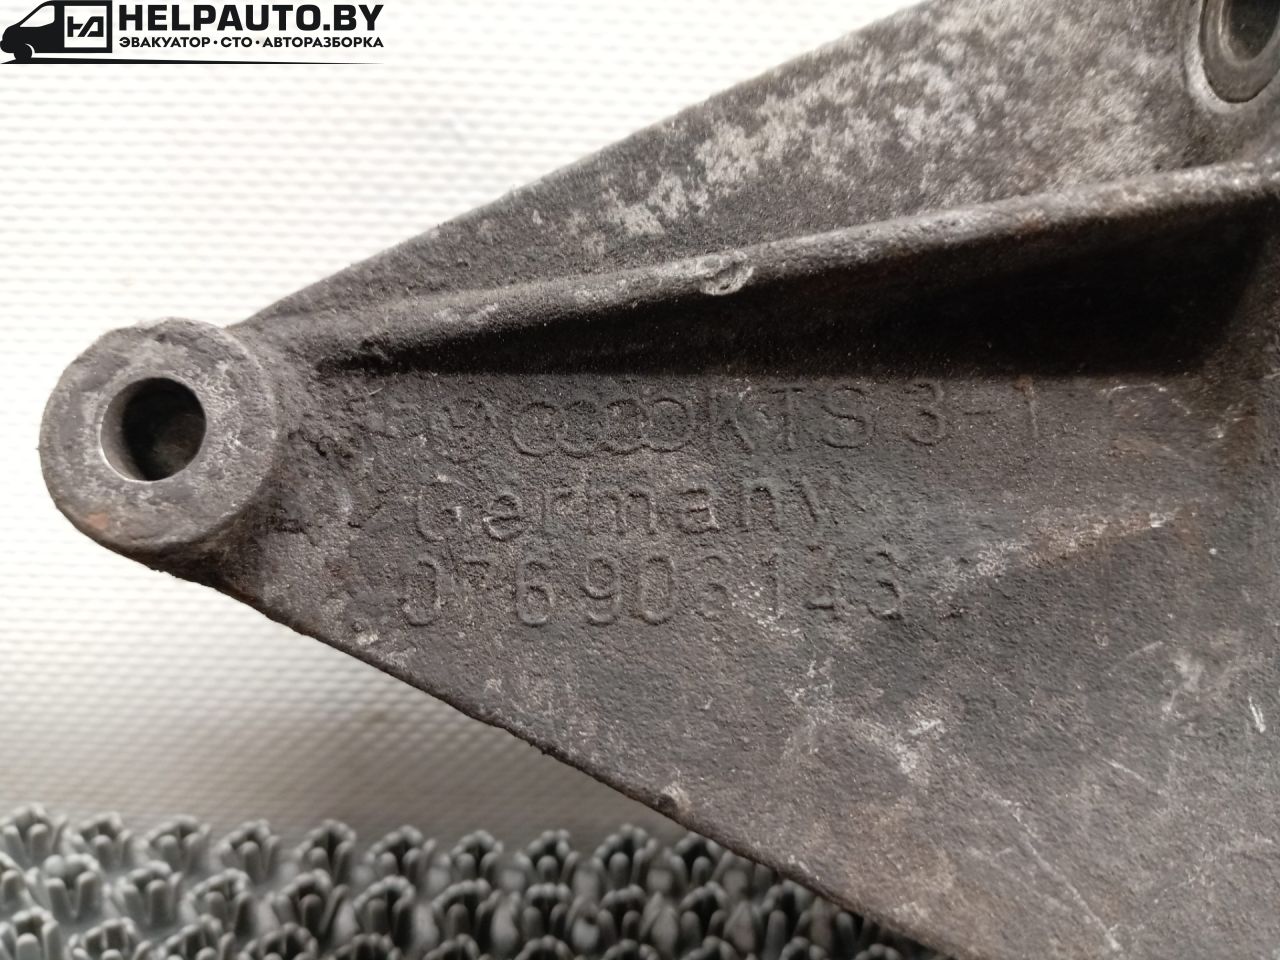 HELPAUTO.BY
ЭВАКУАТОР • СТО • АВТОРАЗБОРКА
KTS 3-1
Germany
076 903 143